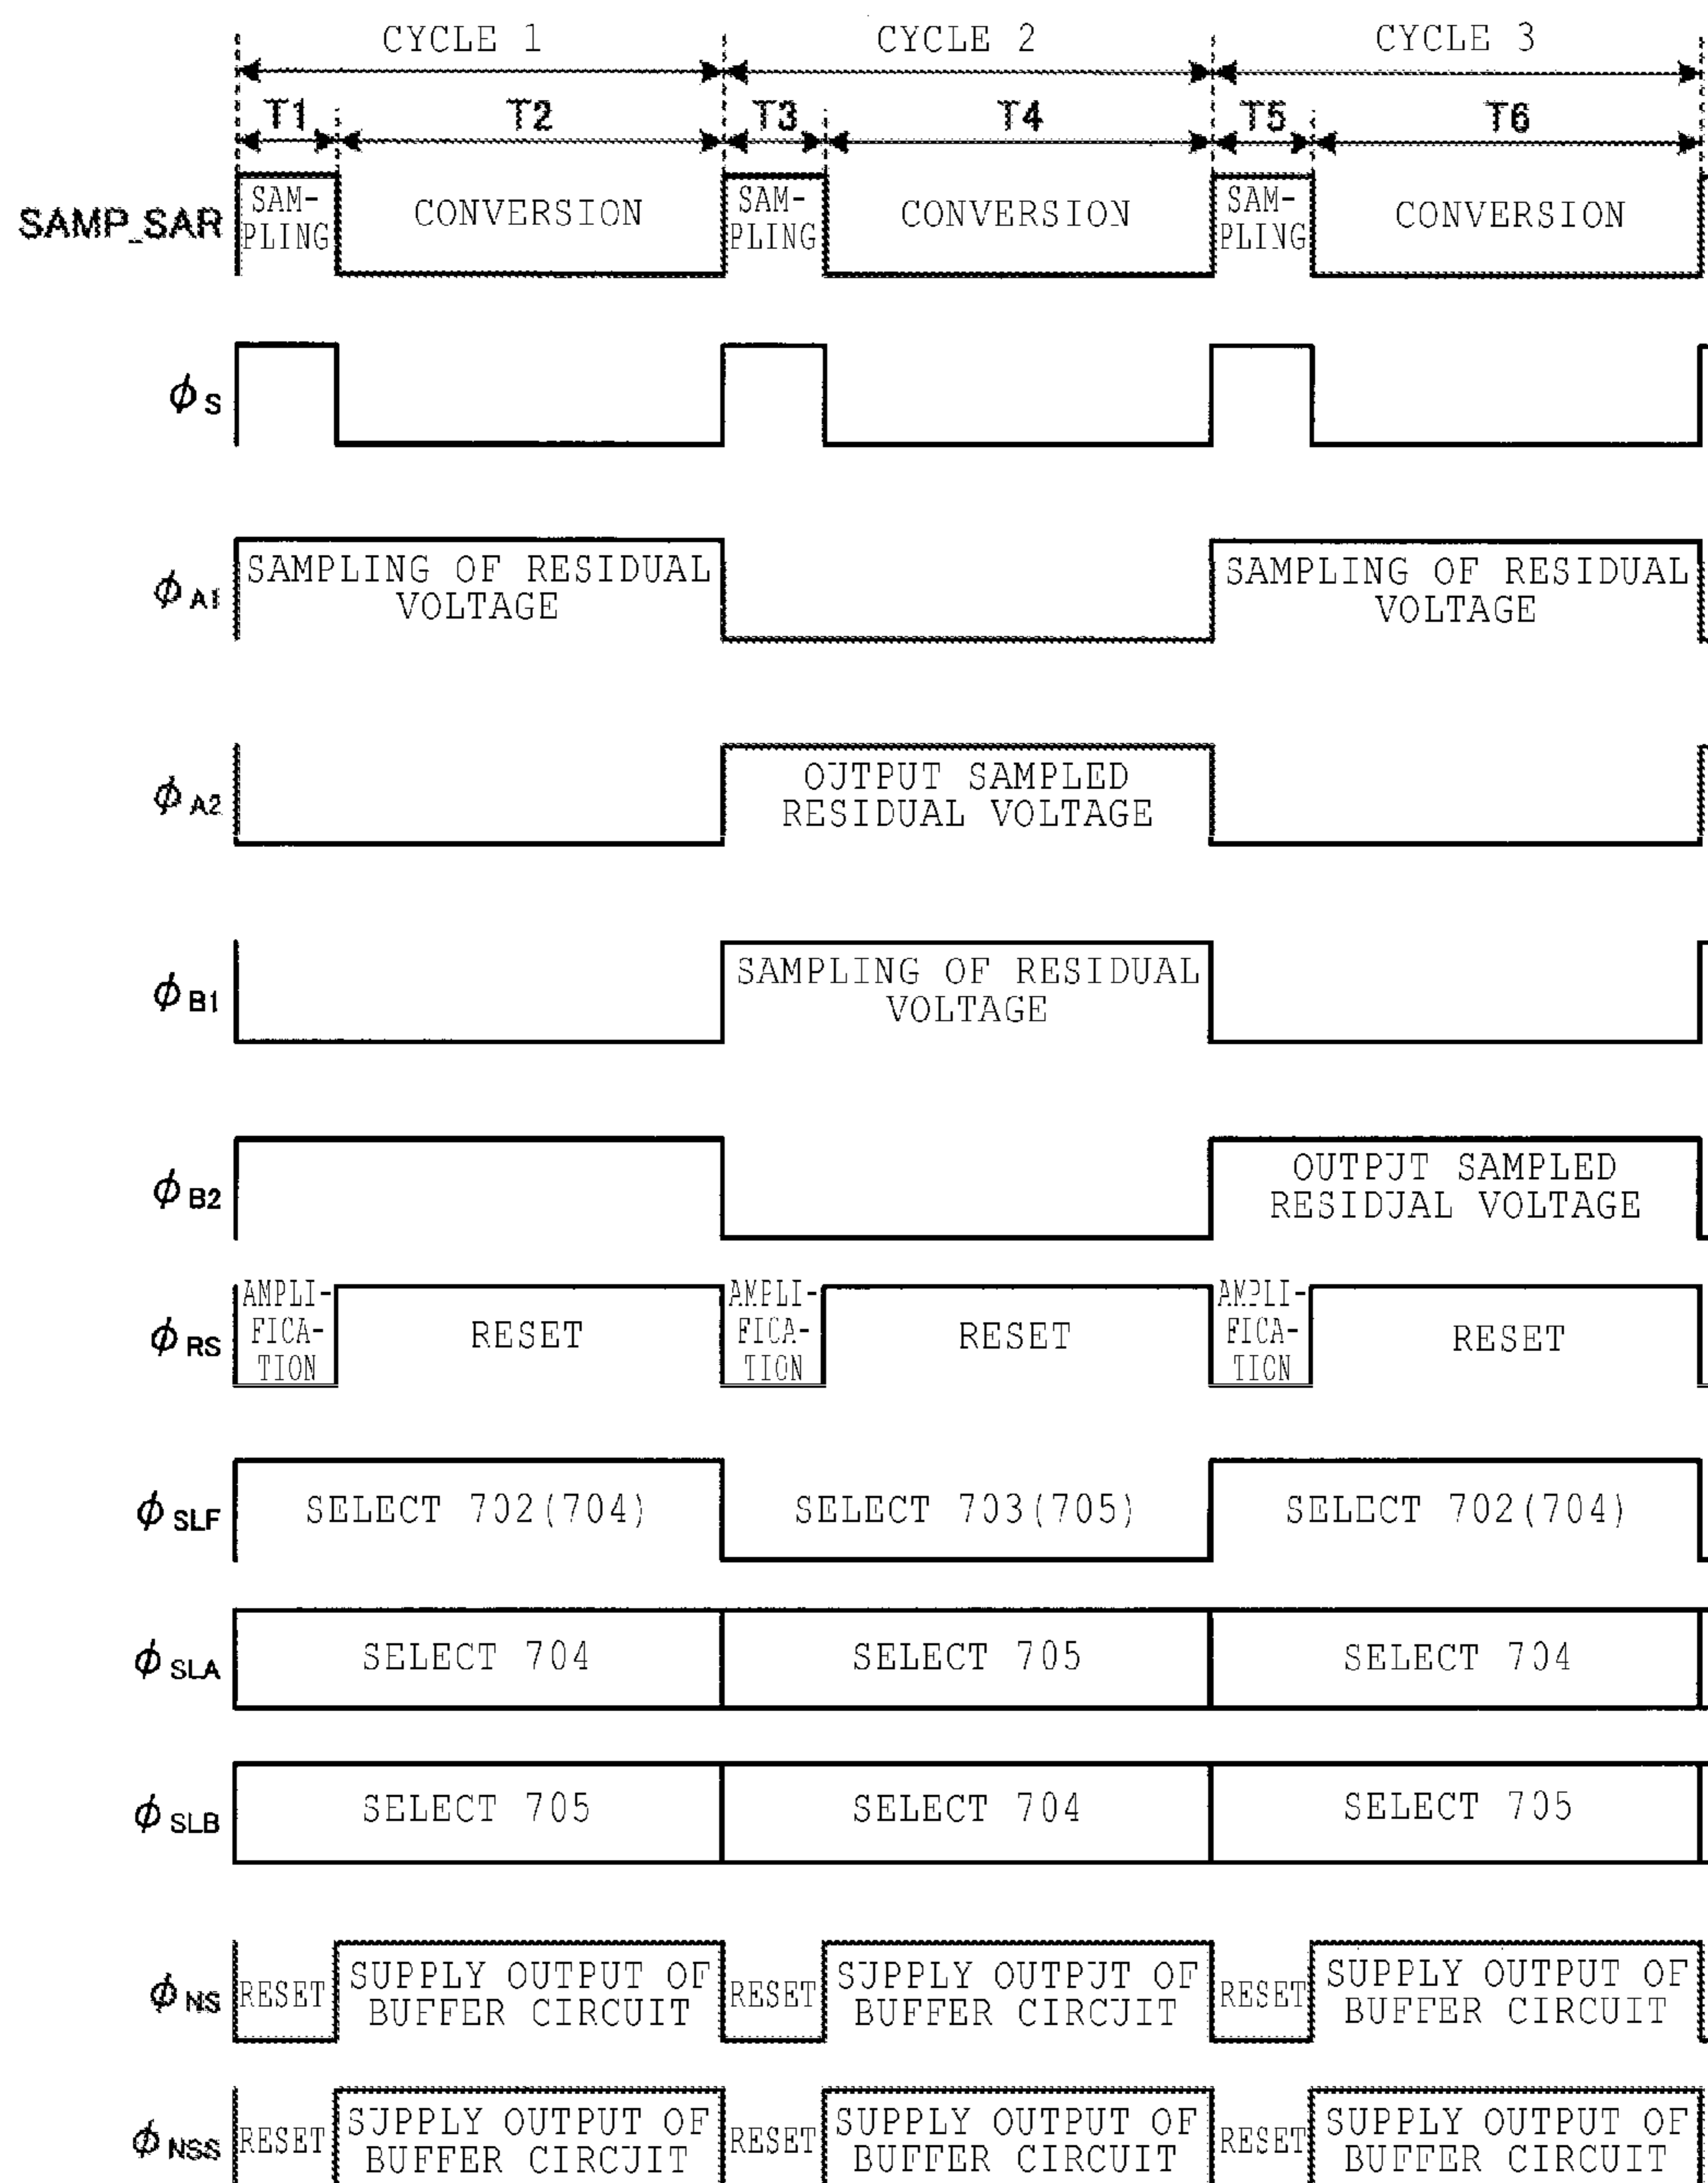 CYCLE 1 CYCLE 2 CYCLE 3
T1 T2 T3 T4 T5 T6
SAMP_SAR
SAM-
PLING
CONVERSION
SAM-
PLING
CONVERSION
SAM-
PLING
CONVERSION
ϕS
ϕA1
SAMPLING OF RESIDUAL
VOLTAGE
SAMPLING OF RESIDUAL
VOLTAGE
ϕA2
OUTPUT SAMPLED
RESIDUAL VOLTAGE
ϕB1
SAMPLING OF RESIDUAL
VOLTAGE
ϕB2
OUTPUT SAMPLED
RESIDUAL VOLTAGE
ϕRS
AMPLI-
FICA-
TION
RESET
AMPLI-
FICA-
TION
RESET
AMPLI-
FICA-
TION
RESET
ϕSLF
SELECT 702(704)
SELECT 703(705)
SELECT 702(704)
ϕSLA
SELECT 704
SELECT 705
SELECT 704
ϕSLB
SELECT 705
SELECT 704
SELECT 705
ϕNS
RESET
SUPPLY OUTPUT OF
BUFFER CIRCUIT
RESET
SUPPLY OUTPUT OF
BUFFER CIRCUIT
RESET
SUPPLY OUTPUT OF
BUFFER CIRCUIT
ϕNSS
RESET
SUPPLY OUTPUT OF
BUFFER CIRCUIT
RESET
SUPPLY OUTPUT OF
BUFFER CIRCUIT
RESET
SUPPLY OUTPUT OF
BUFFER CIRCUIT